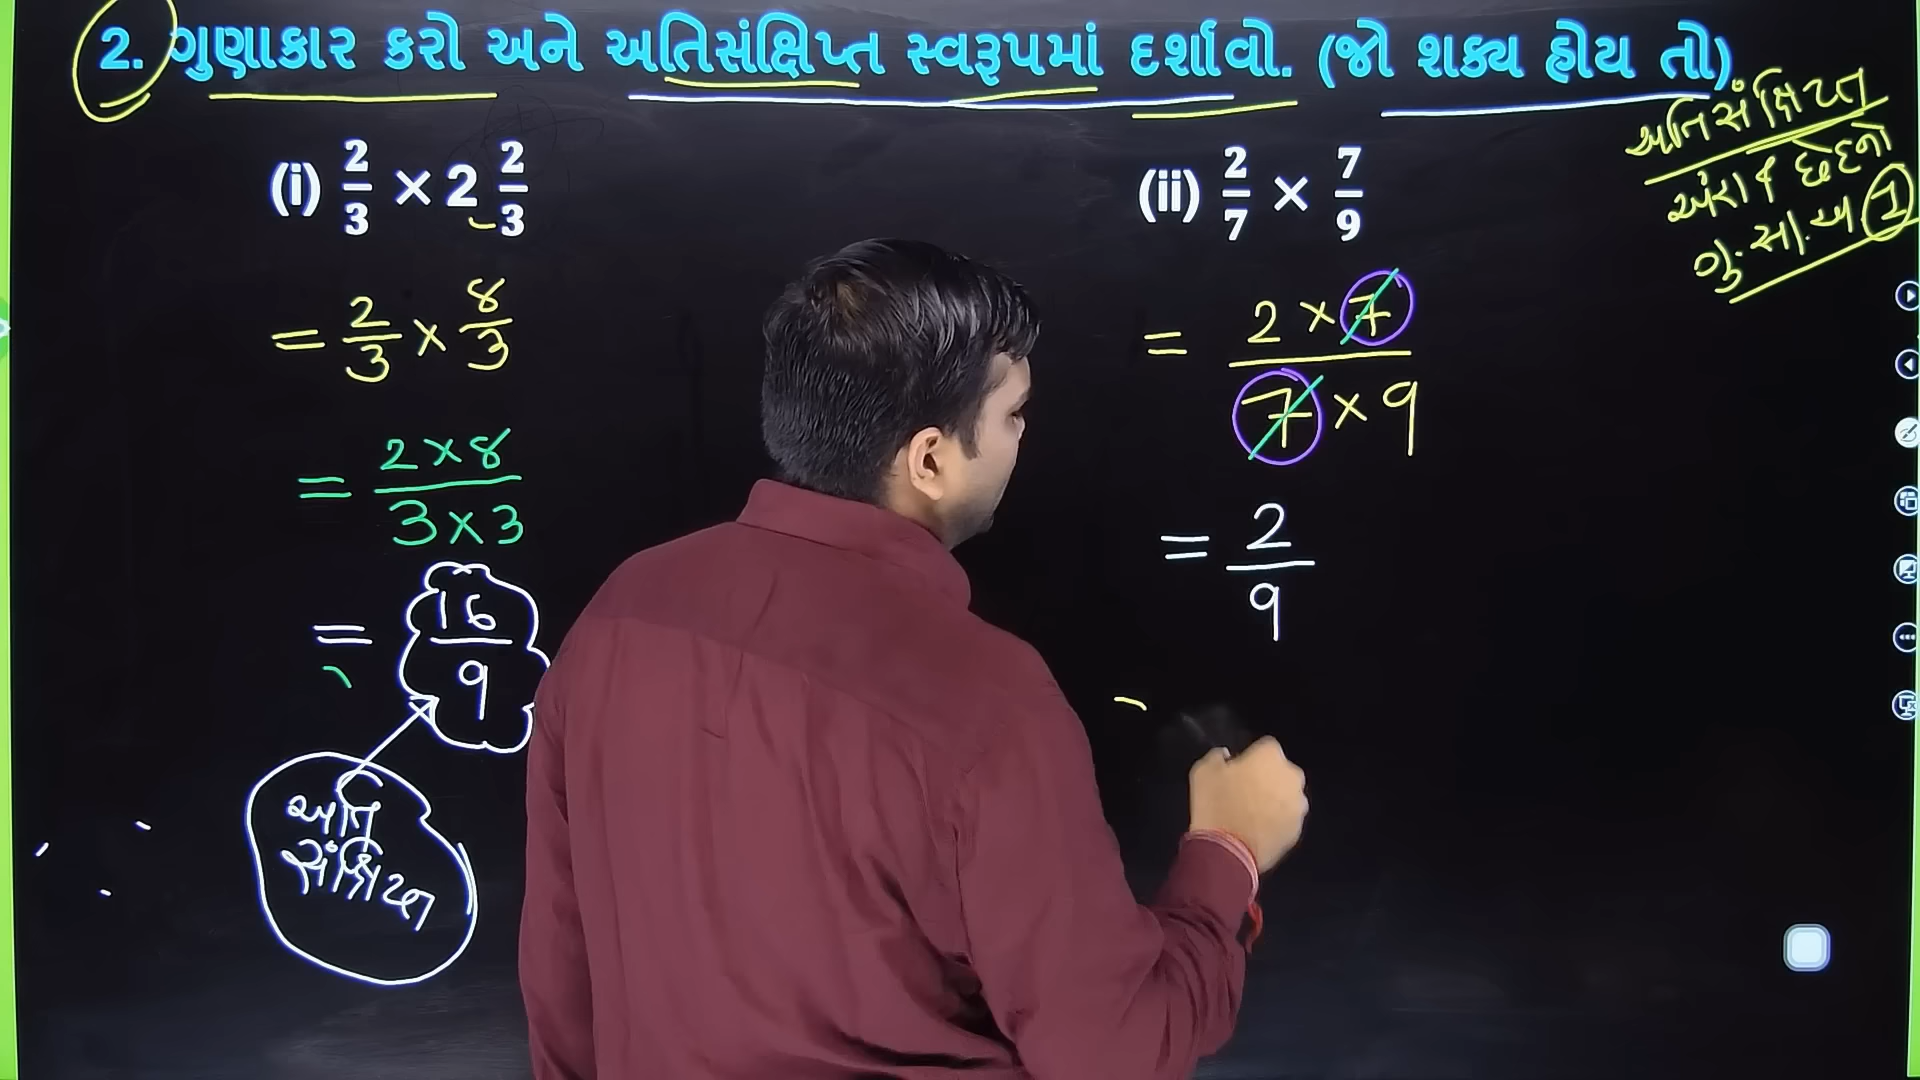 2. ગુણાકાર કરો અને અતિસંક્ષિપ્ત સ્વરૂપમાં દર્શાવો. (જો શક્ય હોય તો)
અતિસંક્ષિપ્ત
અંશ ને છેદનો
ગુ.સા.અ 1
(i) 2/3 × 2 2/3
= 2/3 × 8/3
= 2 × 8 / 3 × 3
= 16/9
અતિ
સંક્ષિપ્ત
(ii) 2/7 × 7/9
= 2 × 7 / 7 × 9
= 2/9